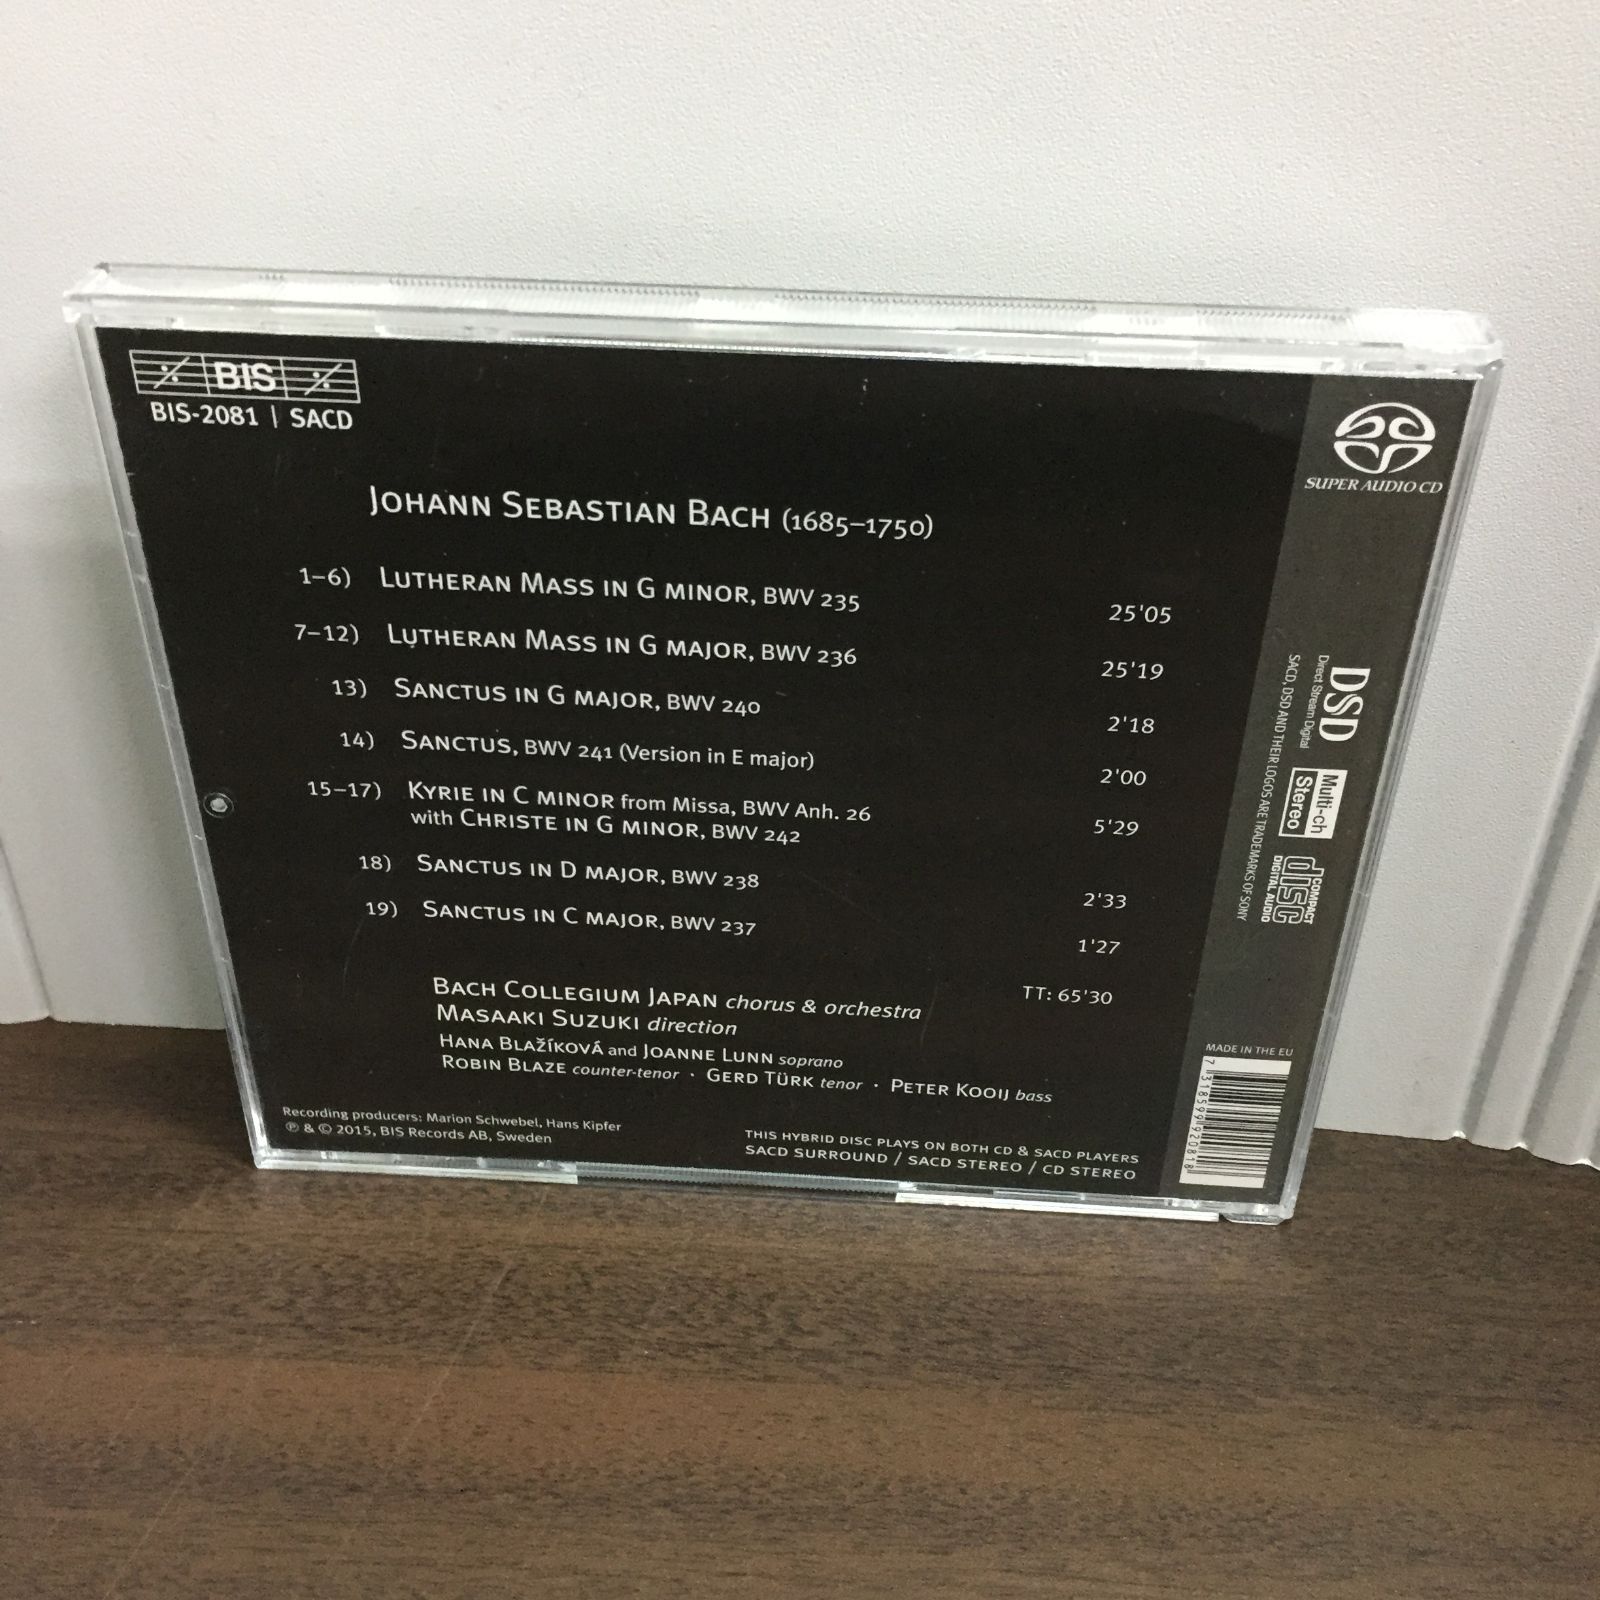 BIS
BIS-2081 | SACD
SUPER AUDIO CD
Johann Sebastian Bach (1685–1750)
1–6) Lutheran Mass in G minor, BWV 235 25'05
7–12) Lutheran Mass in G major, BWV 236 25'19
13) Sanctus in G major, BWV 240 2'18
14) Sanctus, BWV 241 (Version in E major) 2'00
15–17) Kyrie in C minor from Missa, BWV Anh. 26
with Christe in G minor, BWV 242 5'29
18) Sanctus in D major, BWV 238 2'33
19) Sanctus in C major, BWV 237 1'27
TT: 65'30
Bach Collegium Japan chorus & orchestra
Masaaki Suzuki direction
Hana Blažíková and Joanne Lunn soprano
Robin Blaze counter-tenor · Gerd Türk tenor · Peter Kooij bass
Recording producers: Marion Schwebel, Hans Kipfer
℗ & © 2015, BIS Records AB, Sweden
THIS HYBRID DISC PLAYS ON BOTH CD & SACD PLAYERS
SACD SURROUND / SACD STEREO / CD STEREO
DSD
Direct Stream Digital
SACD, DSD AND THEIR LOGOS ARE TRADEMARKS OF SONY
Multi-ch
Stereo
COMPACT
disc
DIGITAL AUDIO
MADE IN THE EU
7 318599 920818